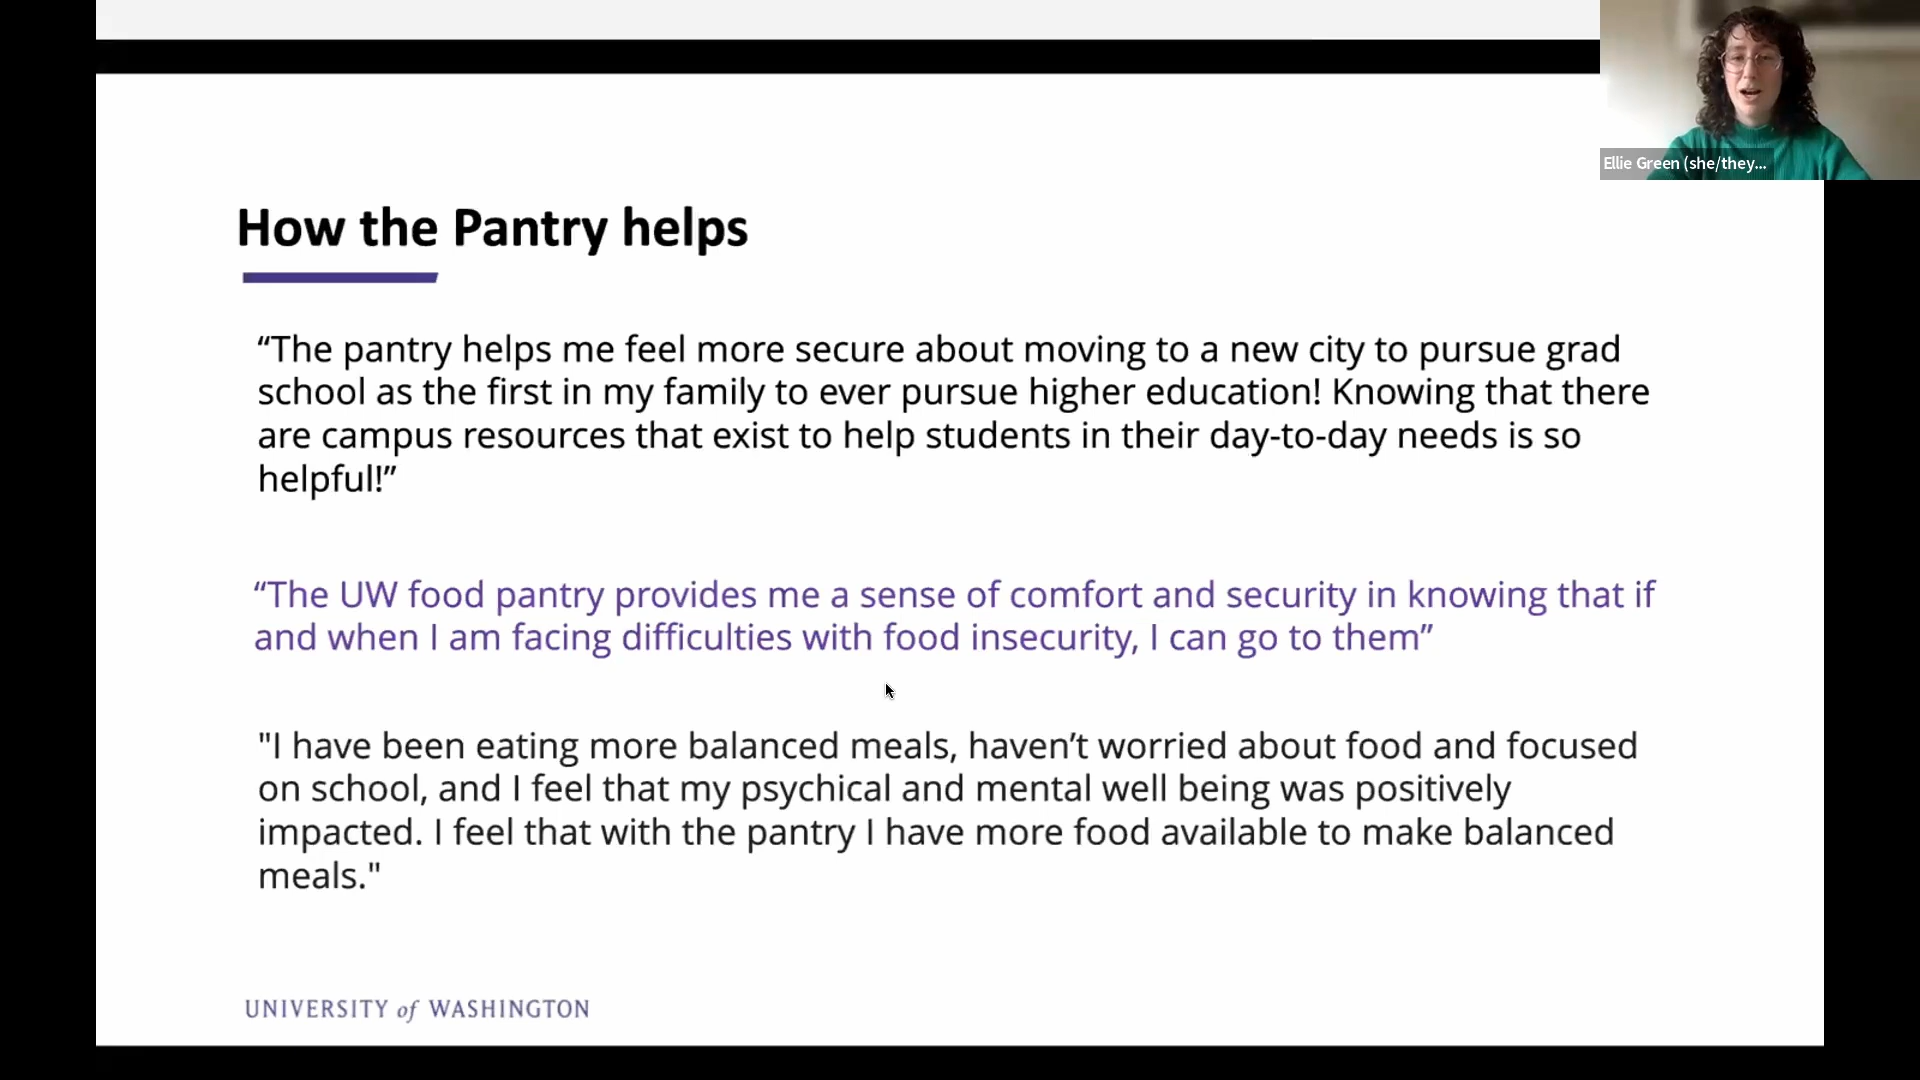 Ellie Green (she/they...
How the Pantry helps
“The pantry helps me feel more secure about moving to a new city to pursue grad
school as the first in my family to ever pursue higher education! Knowing that there
are campus resources that exist to help students in their day-to-day needs is so
helpful!”
“The UW food pantry provides me a sense of comfort and security in knowing that if
and when I am facing difficulties with food insecurity, I can go to them”
"I have been eating more balanced meals, haven’t worried about food and focused
on school, and I feel that my psychical and mental well being was positively
impacted. I feel that with the pantry I have more food available to make balanced
meals."
UNIVERSITY of WASHINGTON